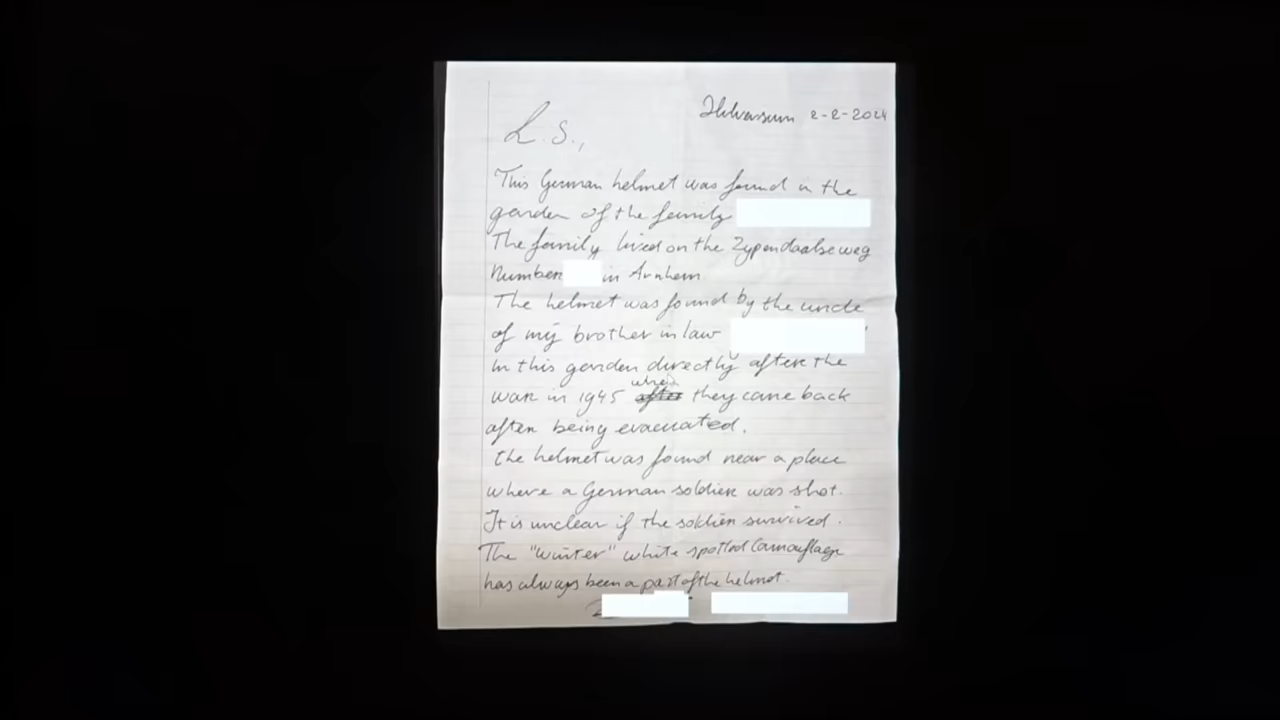 Hilversum 2-2-2024
L.S.,
This German helmet was found in the
garden of the family
The family lived on the Zypendaalseweg
Number in Arnhem.
The helmet was found by the uncle
of my brother in law
in this garden directly after the
war in 1945 when they came back
after being evacuated.
the helmet was found near a place
where a German soldier was shot.
It is unclear if the soldier survived.
The "winter" white spotted Camouflage
has always been a part of the helmet.